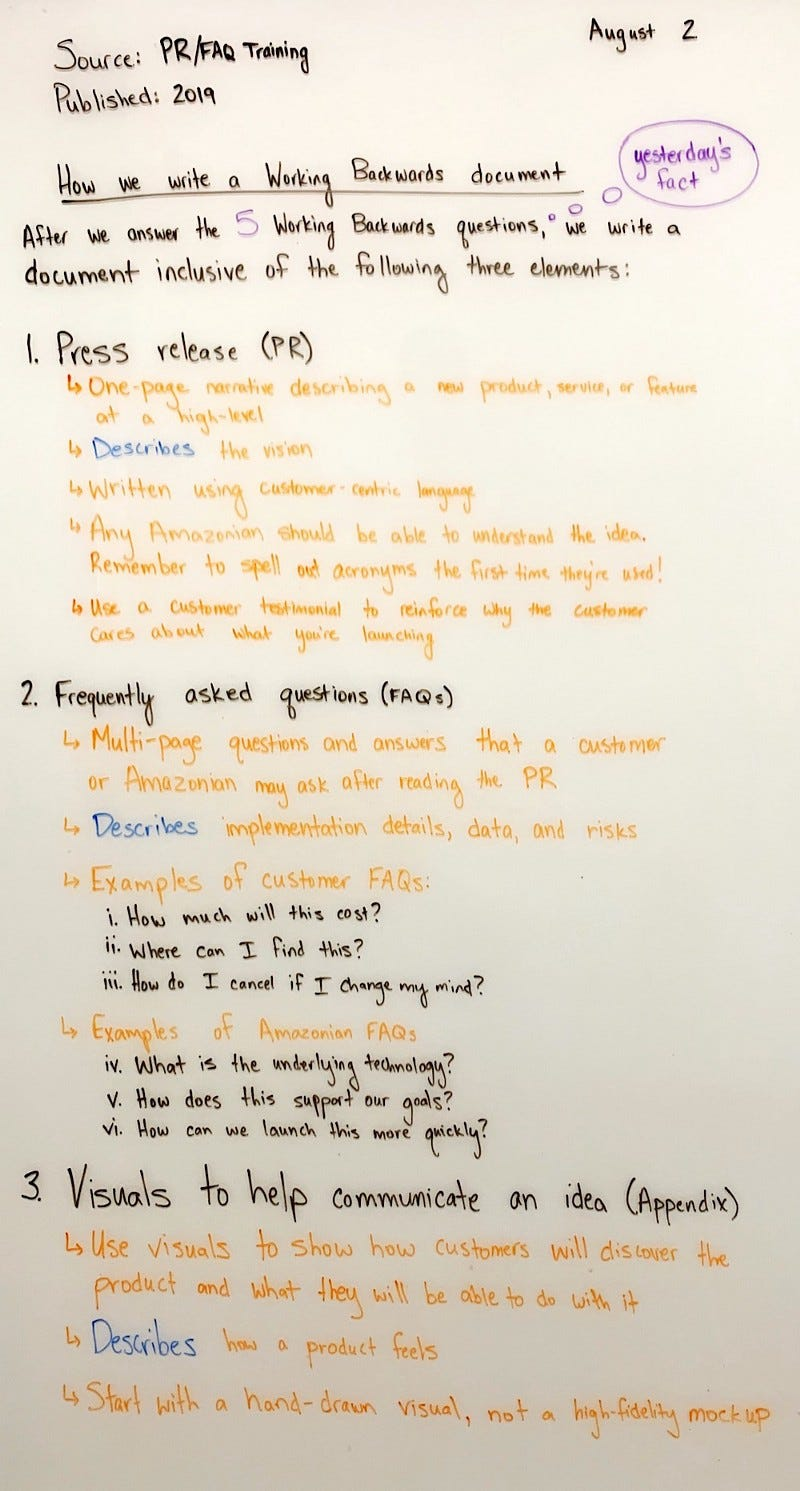 August 2
Source: PR/FAQ Training
Published: 2019
yesterday's
fact
How we write a Working Backwards document
After we answer the 5 Working Backwards questions, we write a
document inclusive of the following three elements:
1. Press release (PR)
↳ One-page narrative describing a new product, service, or feature
at a high-level
↳ Describes the vision
↳ Written using customer-centric language
↳ Any Amazonian should be able to understand the idea.
Remember to spell out acronyms the first time they're used!
↳ Use a customer testimonial to reinforce why the customer
cares about what you're launching
2. Frequently asked questions (FAQs)
↳ Multi-page questions and answers that a customer
or Amazonian may ask after reading the PR
↳ Describes implementation details, data, and risks
↳ Examples of customer FAQs:
i. How much will this cost?
ii. Where can I find this?
iii. How do I cancel if I change my mind?
↳ Examples of Amazonian FAQs
iv. What is the underlying technology?
v. How does this support our goals?
vi. How can we launch this more quickly?
3. Visuals to help communicate an idea (Appendix)
↳ Use visuals to show how customers will discover the
product and what they will be able to do with it
↳ Describes how a product feels
↳ Start with a hand-drawn visual, not a high-fidelity mockup